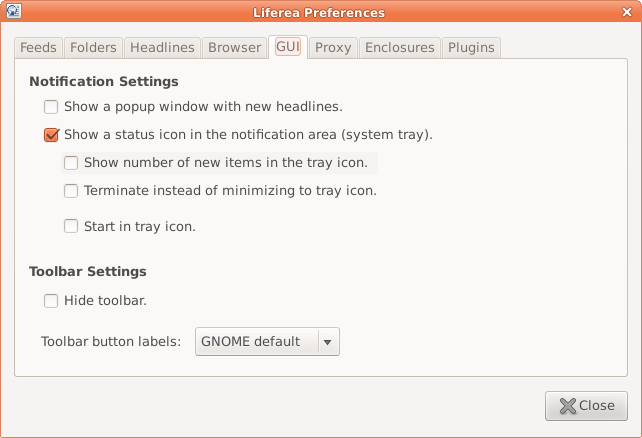 Liferea Preferences
Feeds Folders Headlines Browser GUI Proxy Enclosures Plugins
Notification Settings
Show a popup window with new headlines.
Show a status icon in the notification area (system tray).
Show number of new items in the tray icon.
Terminate instead of minimizing to tray icon.
Start in tray icon.
Toolbar Settings
Hide toolbar.
Toolbar button labels: GNOME default
Close